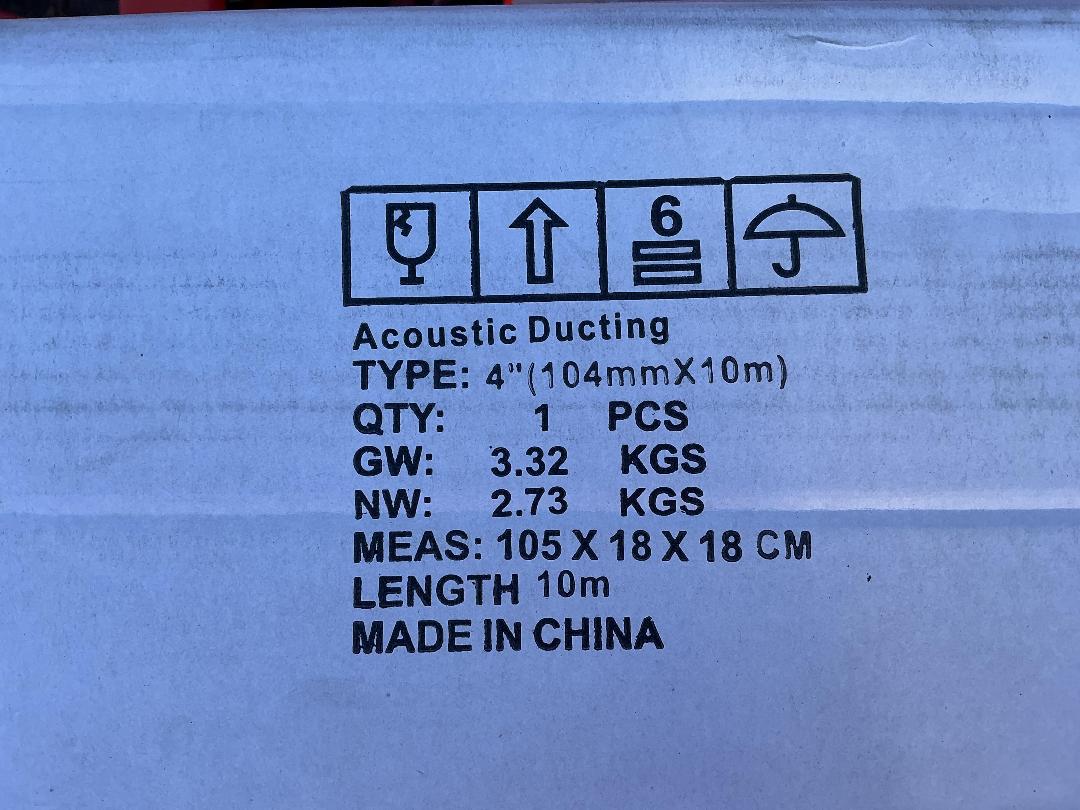 6
Acoustic Ducting
TYPE: 4"(104mmX10m)
QTY: 1 PCS
GW: 3.32 KGS
NW: 2.73 KGS
MEAS: 105 X 18 X 18 CM
LENGTH 10m
MADE IN CHINA